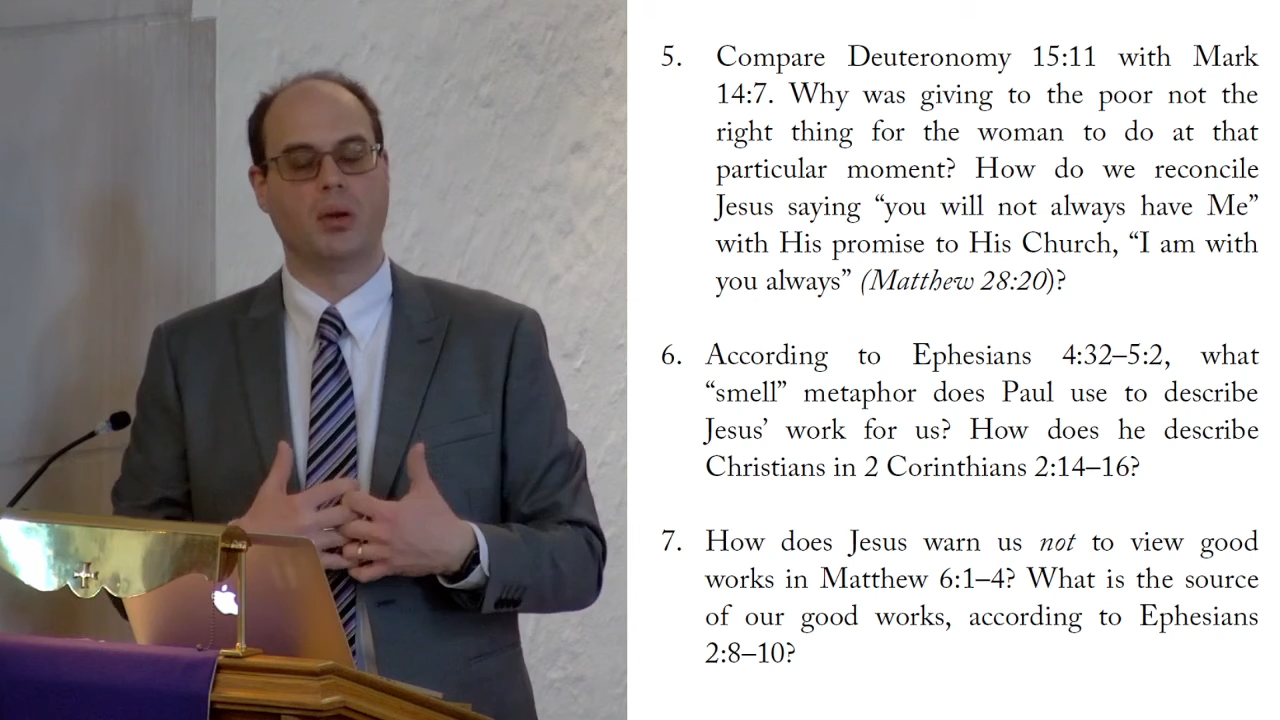 5. Compare Deuteronomy 15:11 with Mark
14:7. Why was giving to the poor not the
right thing for the woman to do at that
particular moment? How do we reconcile
Jesus saying “you will not always have Me”
with His promise to His Church, “I am with
you always” (Matthew 28:20)?
6. According to Ephesians 4:32–5:2, what
“smell” metaphor does Paul use to describe
Jesus’ work for us? How does he describe
Christians in 2 Corinthians 2:14–16?
7. How does Jesus warn us not to view good
works in Matthew 6:1–4? What is the source
of our good works, according to Ephesians
2:8–10?